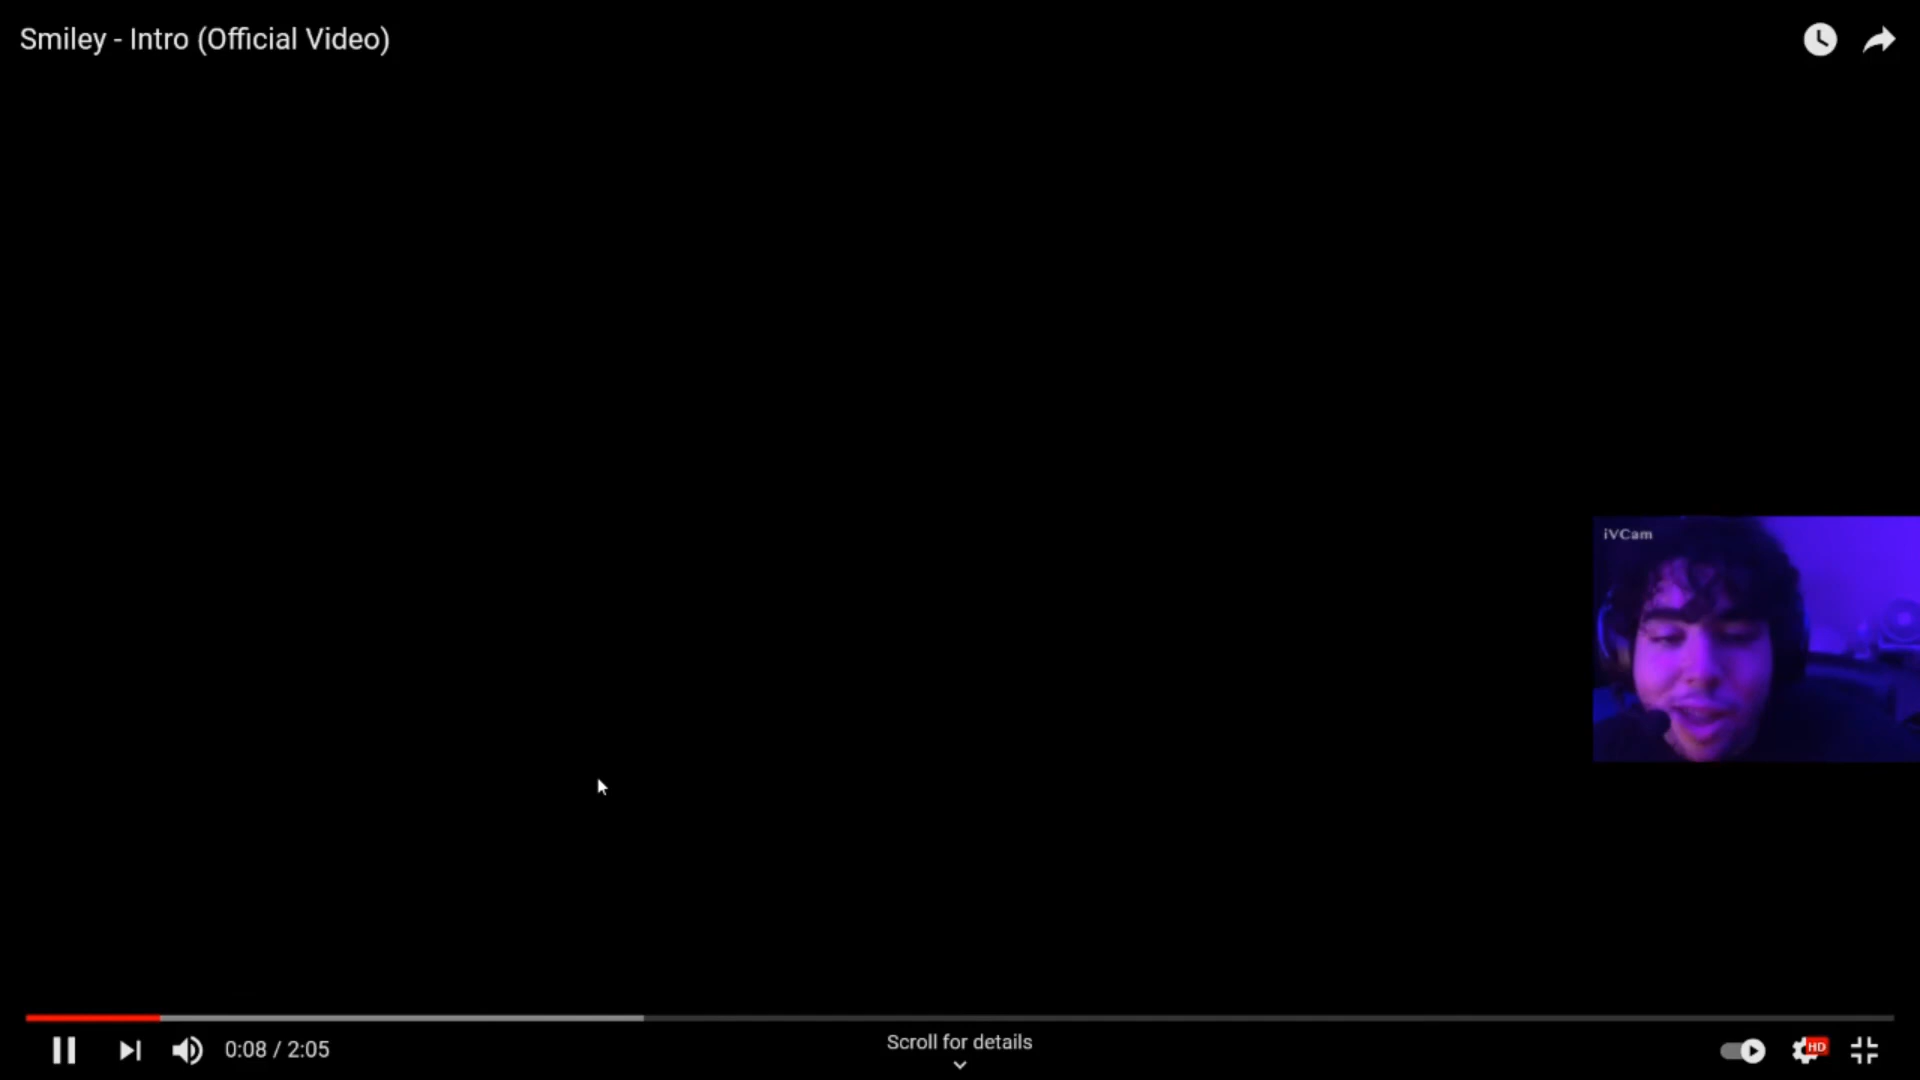 Smiley - Intro (Official Video)
iVCam
0:08 / 2:05
Scroll for details
HD